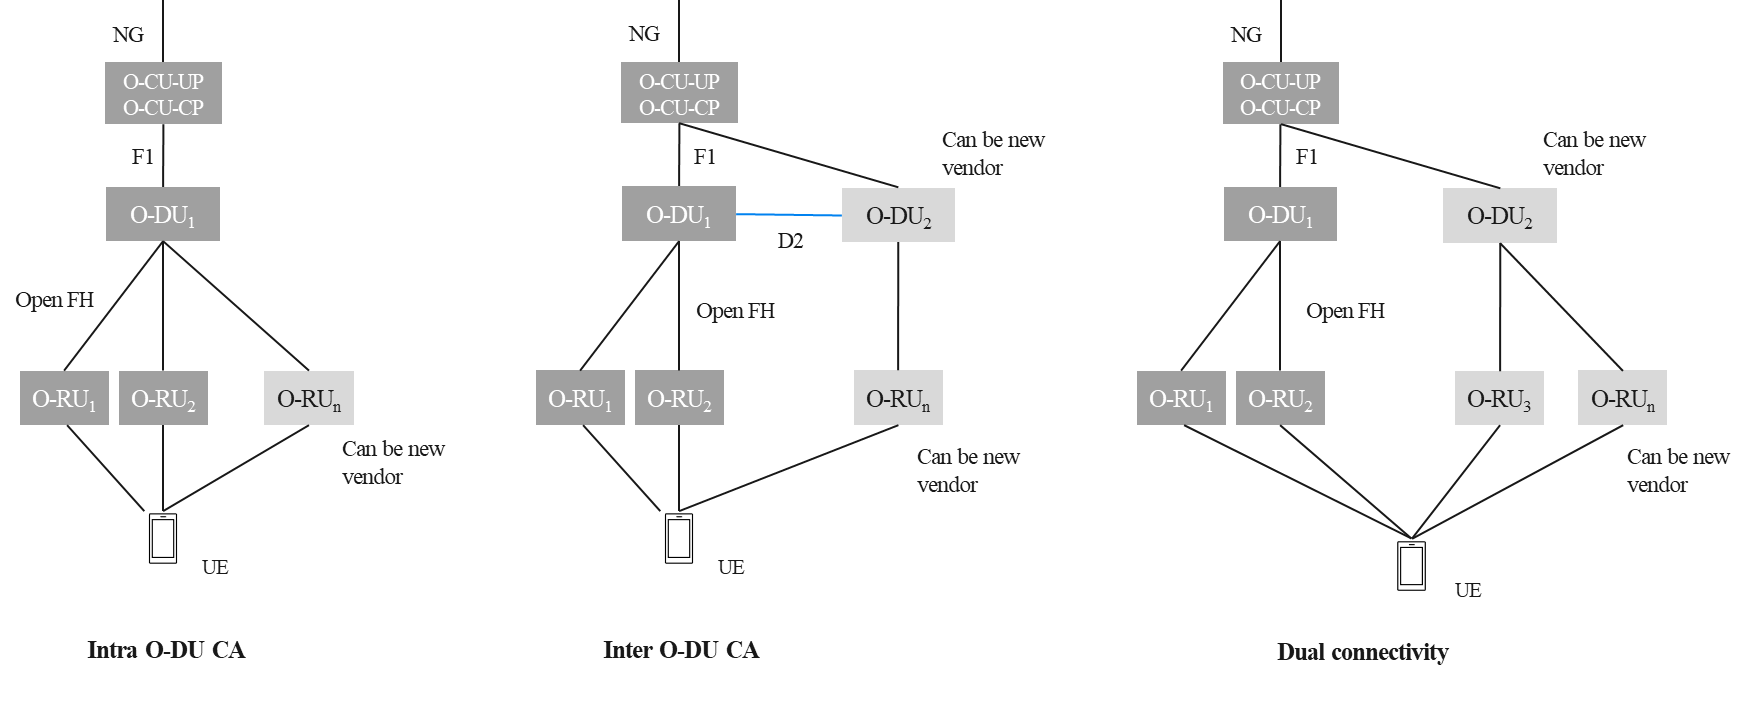 NG
O-CU-UP
O-CU-CP
F1
O-DU1
Open FH
O-RU1
O-RU2
O-RUn
Can be new
vendor
UE
Intra O-DU CA
NG
O-CU-UP
O-CU-CP
F1
Can be new
vendor
O-DU1
D2
O-DU2
Open FH
O-RU1
O-RU2
O-RUn
Can be new
vendor
UE
Inter O-DU CA
NG
O-CU-UP
O-CU-CP
F1
Can be new
vendor
O-DU1
O-DU2
Open FH
O-RU1
O-RU2
O-RU3
O-RUn
Can be new
vendor
UE
Dual connectivity